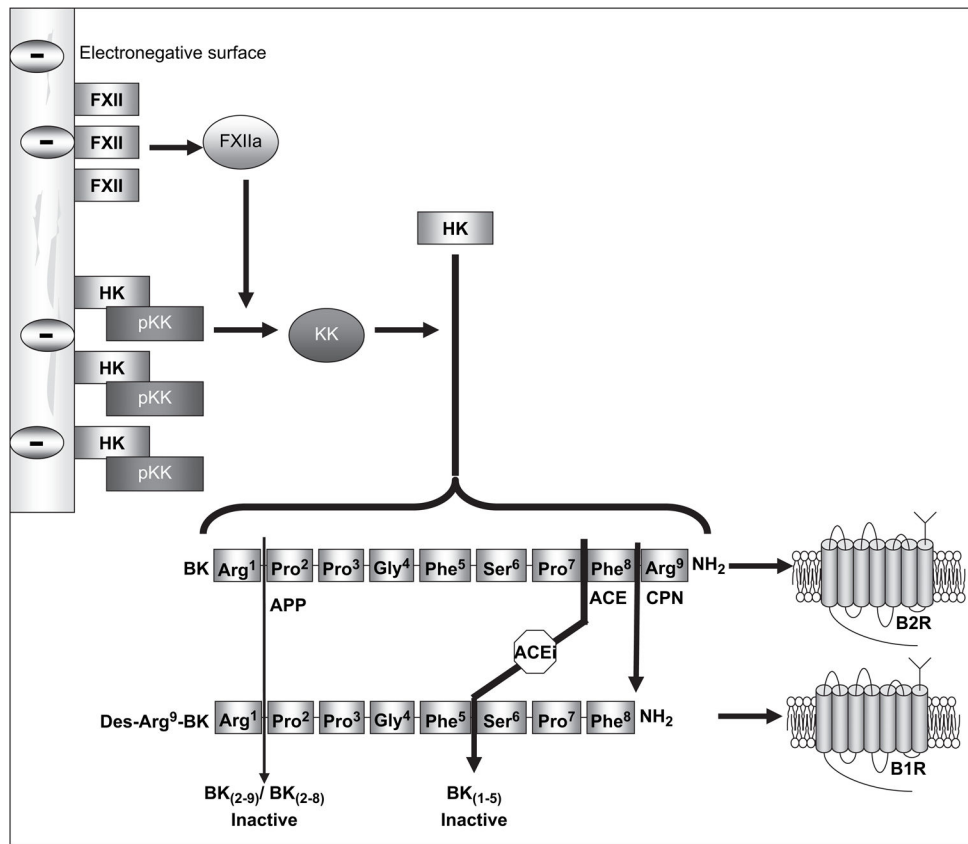 Electronegative surface
-
FXII
-
FXII
FXIIa
FXII
HK
HK
pKK
-
KK
HK
pKK
-
HK
pKK
BK Arg¹ Pro² Pro³ Gly⁴ Phe⁵ Ser⁶ Pro⁷ Phe⁸ Arg⁹ NH₂
APP
ACE
CPN
B2R
ACEi
Des-Arg⁹-BK Arg¹ Pro² Pro³ Gly⁴ Phe⁵ Ser⁶ Pro⁷ Phe⁸ NH₂
B1R
BK₍₂₋₉₎/ BK₍₂₋₈₎
Inactive
BK₍₁₋₅₎
Inactive